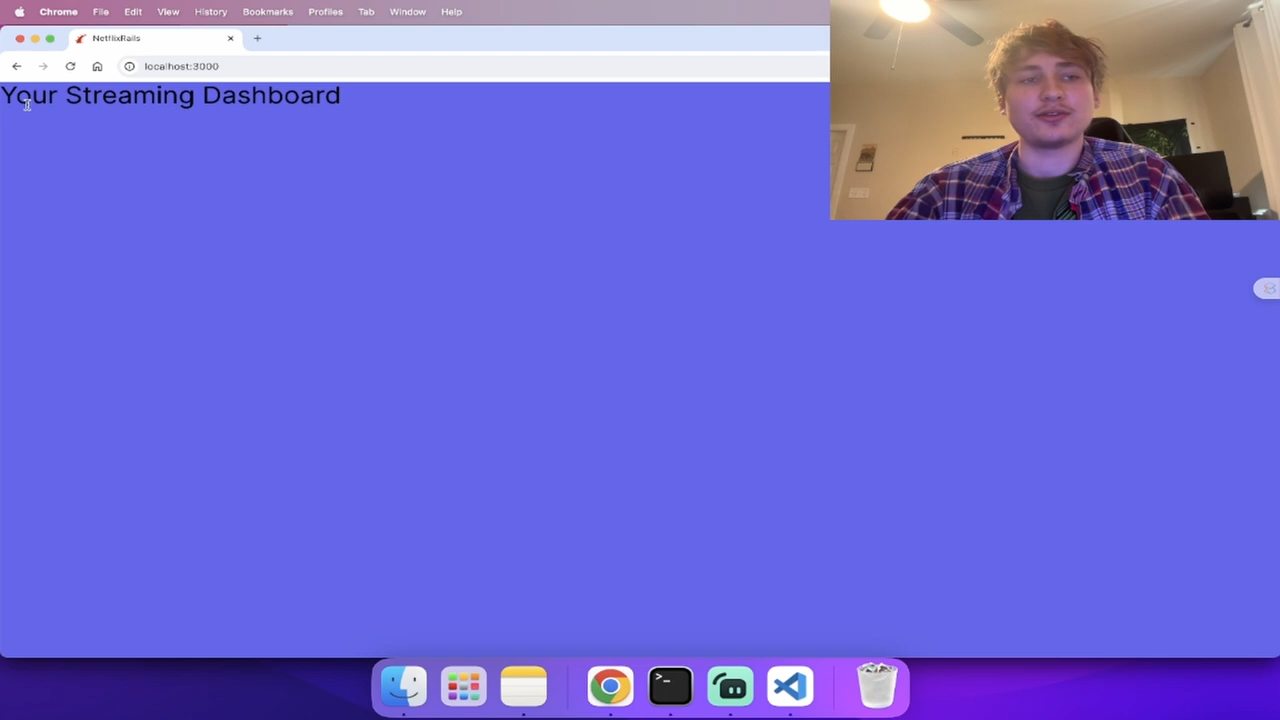 Chrome File Edit View History Bookmarks Profiles Tab Window Help
NetflixRails
localhost:3000
Your Streaming Dashboard